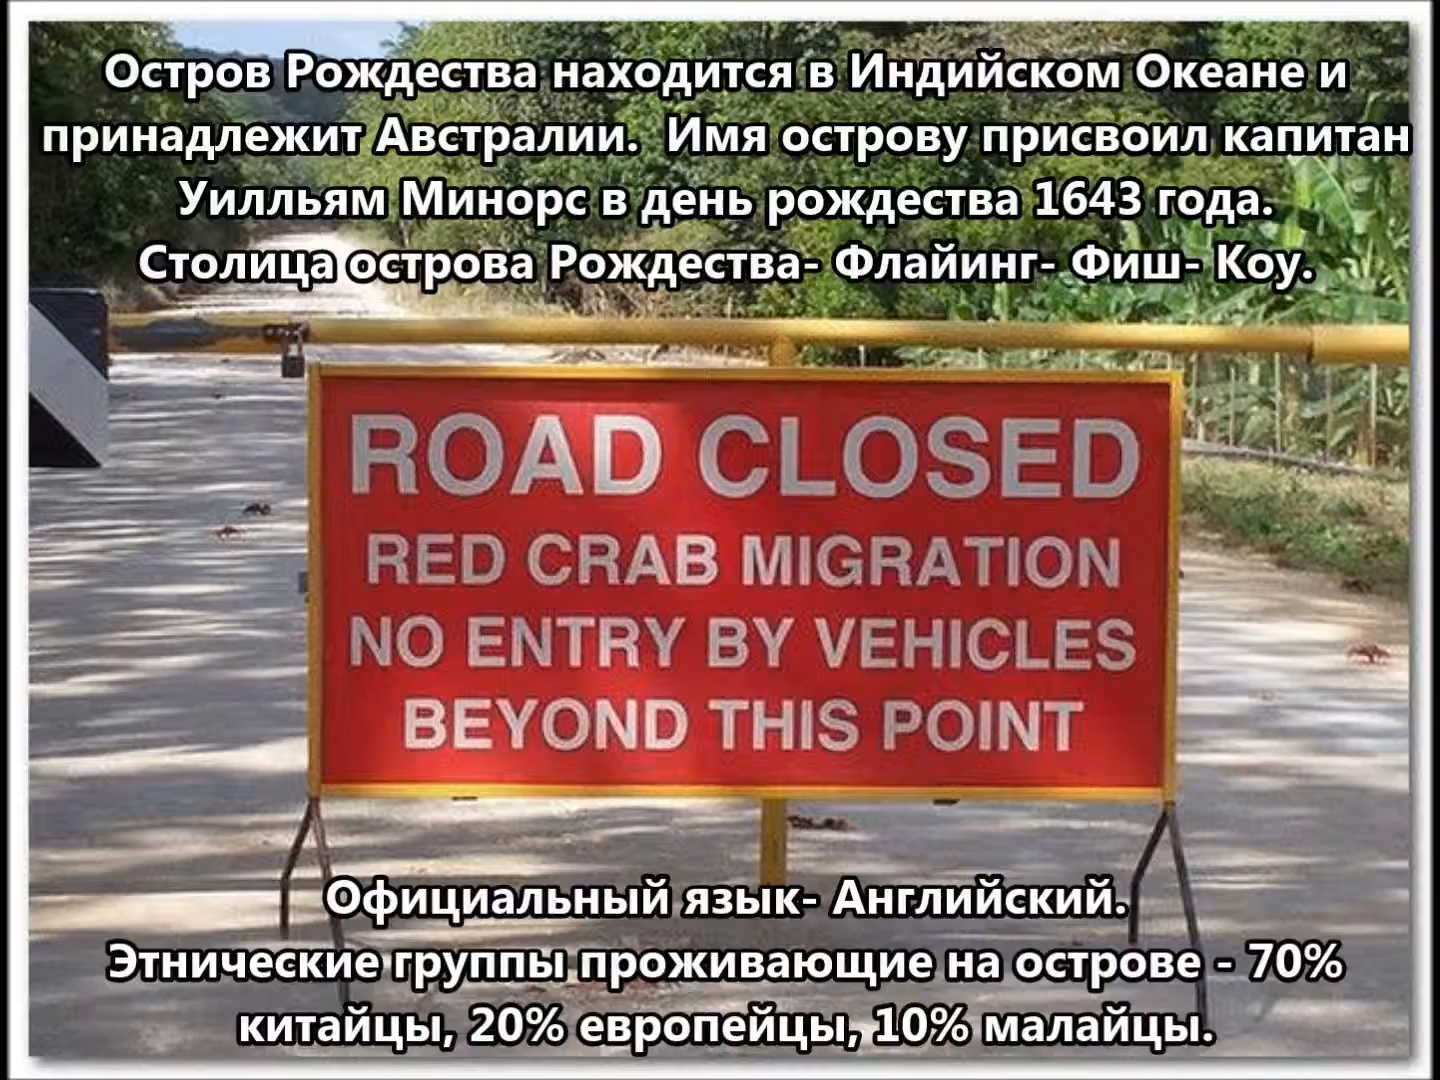 Остров Рождества находится в Индийском Океане и
принадлежит Австралии.  Имя острову присвоил капитан
Уилльям Минорс в день рождества 1643 года.
Столица острова Рождества- Флайинг- Фиш- Коу.
ROAD CLOSED
RED CRAB MIGRATION
NO ENTRY BY VEHICLES
BEYOND THIS POINT
Официальный язык- Английский.
Этнические группы проживающие на острове - 70%
китайцы, 20% европейцы, 10% малайцы.